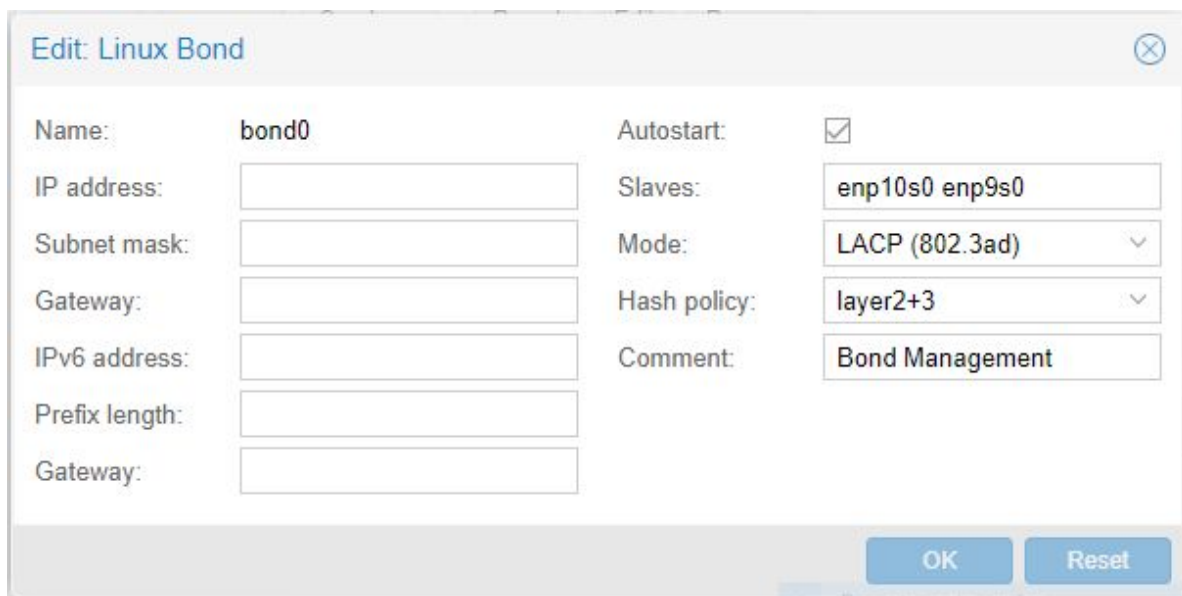 Edit: Linux Bond
Name: bond0
IP address:
Subnet mask:
Gateway:
IPv6 address:
Prefix length:
Gateway:
Autostart:
Slaves: enp10s0 enp9s0
Mode: LACP (802.3ad)
Hash policy: layer2+3
Comment: Bond Management
OK
Reset